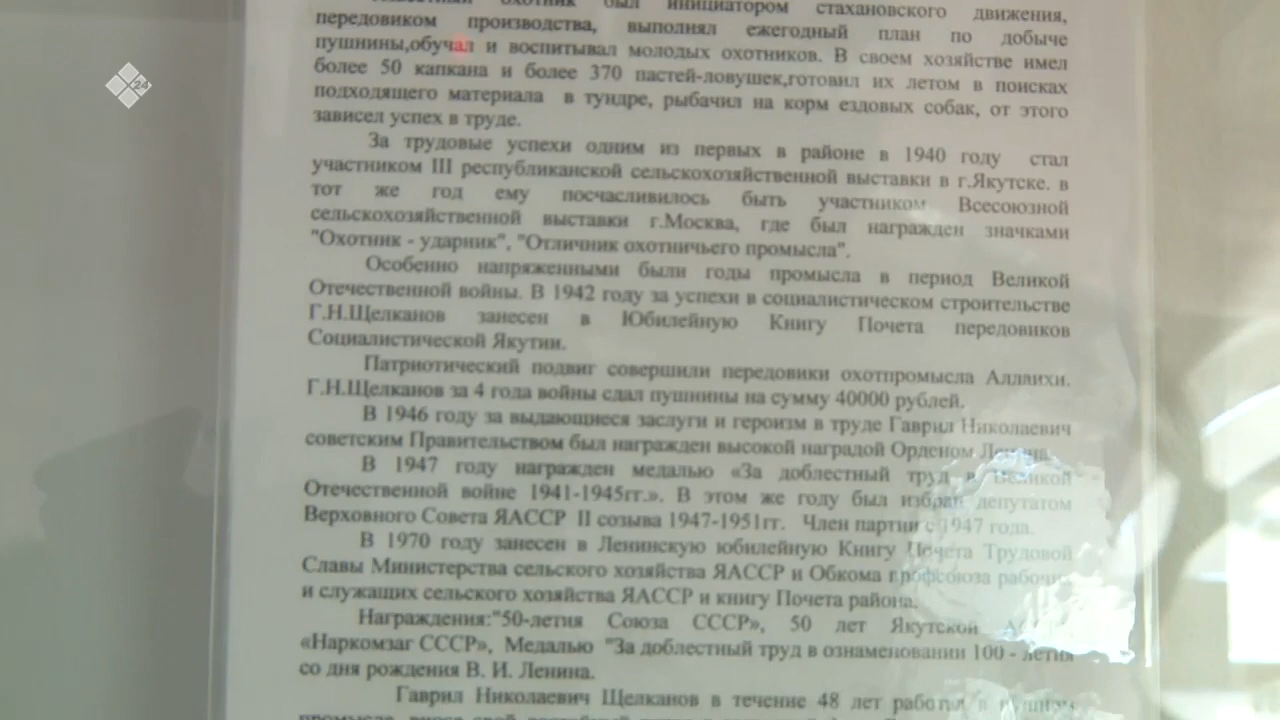 охотник был инициатором стахановского движения,
передовиком производства, выполнял ежегодный план по добыче
пушнины,обучал и воспитывал молодых охотников. В своем хозяйстве имел
более 50 капкана и более 370 пастей-ловушек,готовил их летом в поисках
подходящего материала в тундре, рыбачил на корм ездовых собак, от этого
зависел успех в труде.
За трудовые успехи одним из первых в районе в 1940 году стал
участником III республиканской сельскохозяйственной выставки в г.Якутске. в
тот же год ему посчастливилось быть участником Всесоюзной
сельскохозяйственной выставки г.Москва, где был награжден значками
"Охотник - ударник", "Отличник охотничьего промысла".
Особенно напряженными были годы промысла в период Великой
Отечественной войны. В 1942 году за успехи в социалистическом строительстве
Г.Н.Щелканов занесен в Юбилейную Книгу Почета передовиков
Социалистической Якутии.
Патриотический подвиг совершили передовики охотпромысла Аллаихи.
Г.Н.Щелканов за 4 года войны сдал пушнины на сумму 40000 рублей.
В 1946 году за выдающиеся заслуги и героизм в труде Гаврил Николаевич
советским Правительством был награжден высокой наградой Орденом Ленина.
В 1947 году награжден медалью «За доблестный труд в Великой
Отечественной войне 1941-1945гг.». В этом же году был избран депутатом
Верховного Совета ЯАССР II созыва 1947-1951гг. Член партии с 1947 года.
В 1970 году занесен в Ленинскую юбилейную Книгу Почета Трудовой
Славы Министерства сельского хозяйства ЯАССР и Обкома профсоюза рабочих
и служащих сельского хозяйства ЯАССР и книгу Почета района.
Награждения:"50-летия Союза СССР», 50 лет Якутской
«Наркомзаг СССР», Медалью "За доблестный труд в ознаменовании 100 - летия
со дня рождения В. И. Ленина.
Гаврил Николаевич Щелканов в течение 48 лет работал в пушном
24